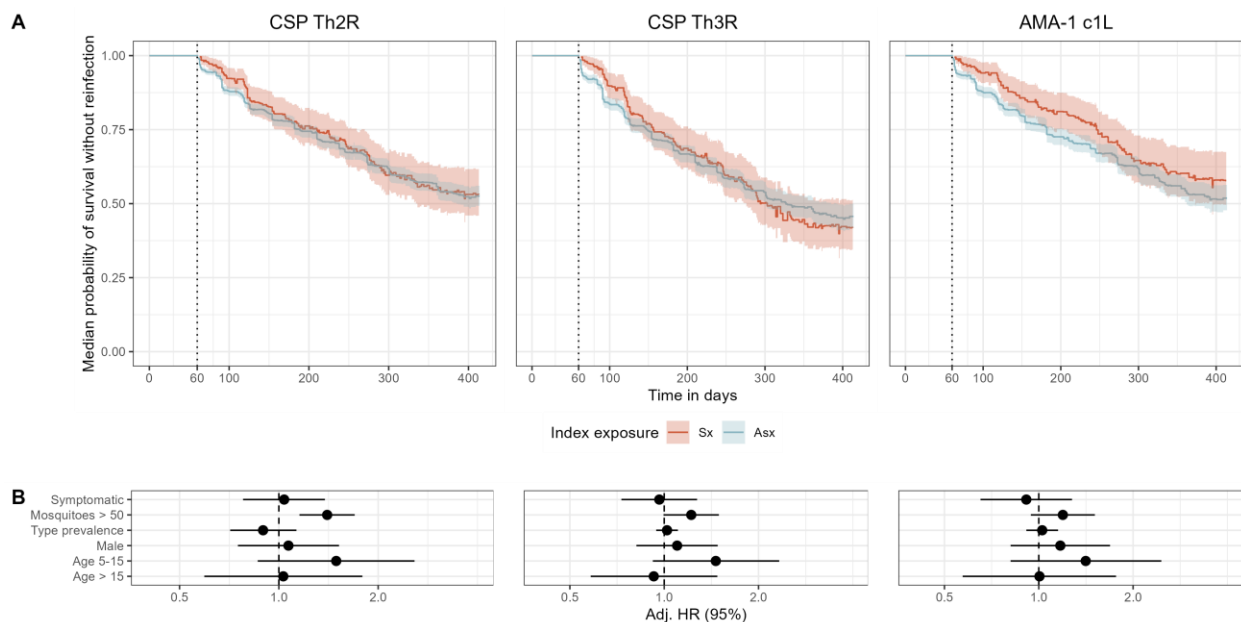 A
CSP Th2R
CSP Th3R
AMA-1 c1L
Median probability of survival without reinfection
1.00
0.75
0.50
0.25
0.00
0 60 100 200 300 400
0 60 100 200 300 400
0 60 100 200 300 400
Time in days
Index exposure Sx Asx
B
Symptomatic
Mosquitoes > 50
Type prevalence
Male
Age 5-15
Age > 15
0.5 1.0 2.0
0.5 1.0 2.0
0.5 1.0 2.0
Adj. HR (95%)